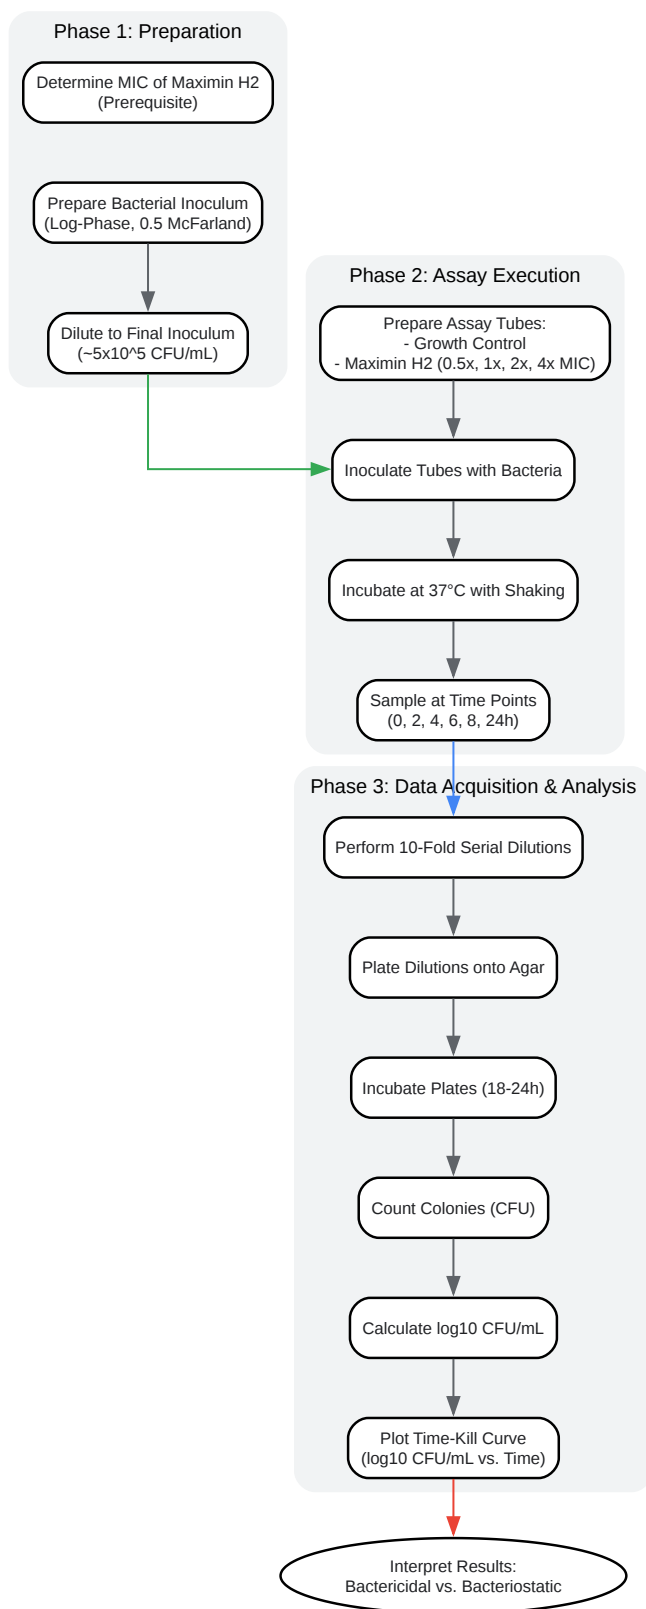 Phase 1: Preparation
Determine MIC of Maximin H2
(Prerequisite)
Prepare Bacterial Inoculum
(Log-Phase, 0.5 McFarland)
Dilute to Final Inoculum
(~5x10^5 CFU/mL)
Phase 2: Assay Execution
Prepare Assay Tubes:
- Growth Control
- Maximin H2 (0.5x, 1x, 2x, 4x MIC)
Inoculate Tubes with Bacteria
Incubate at 37°C with Shaking
Sample at Time Points
(0, 2, 4, 6, 8, 24h)
Phase 3: Data Acquisition & Analysis
Perform 10-Fold Serial Dilutions
Plate Dilutions onto Agar
Incubate Plates (18-24h)
Count Colonies (CFU)
Calculate log10 CFU/mL
Plot Time-Kill Curve
(log10 CFU/mL vs. Time)
Interpret Results:
Bactericidal vs. Bacteriostatic